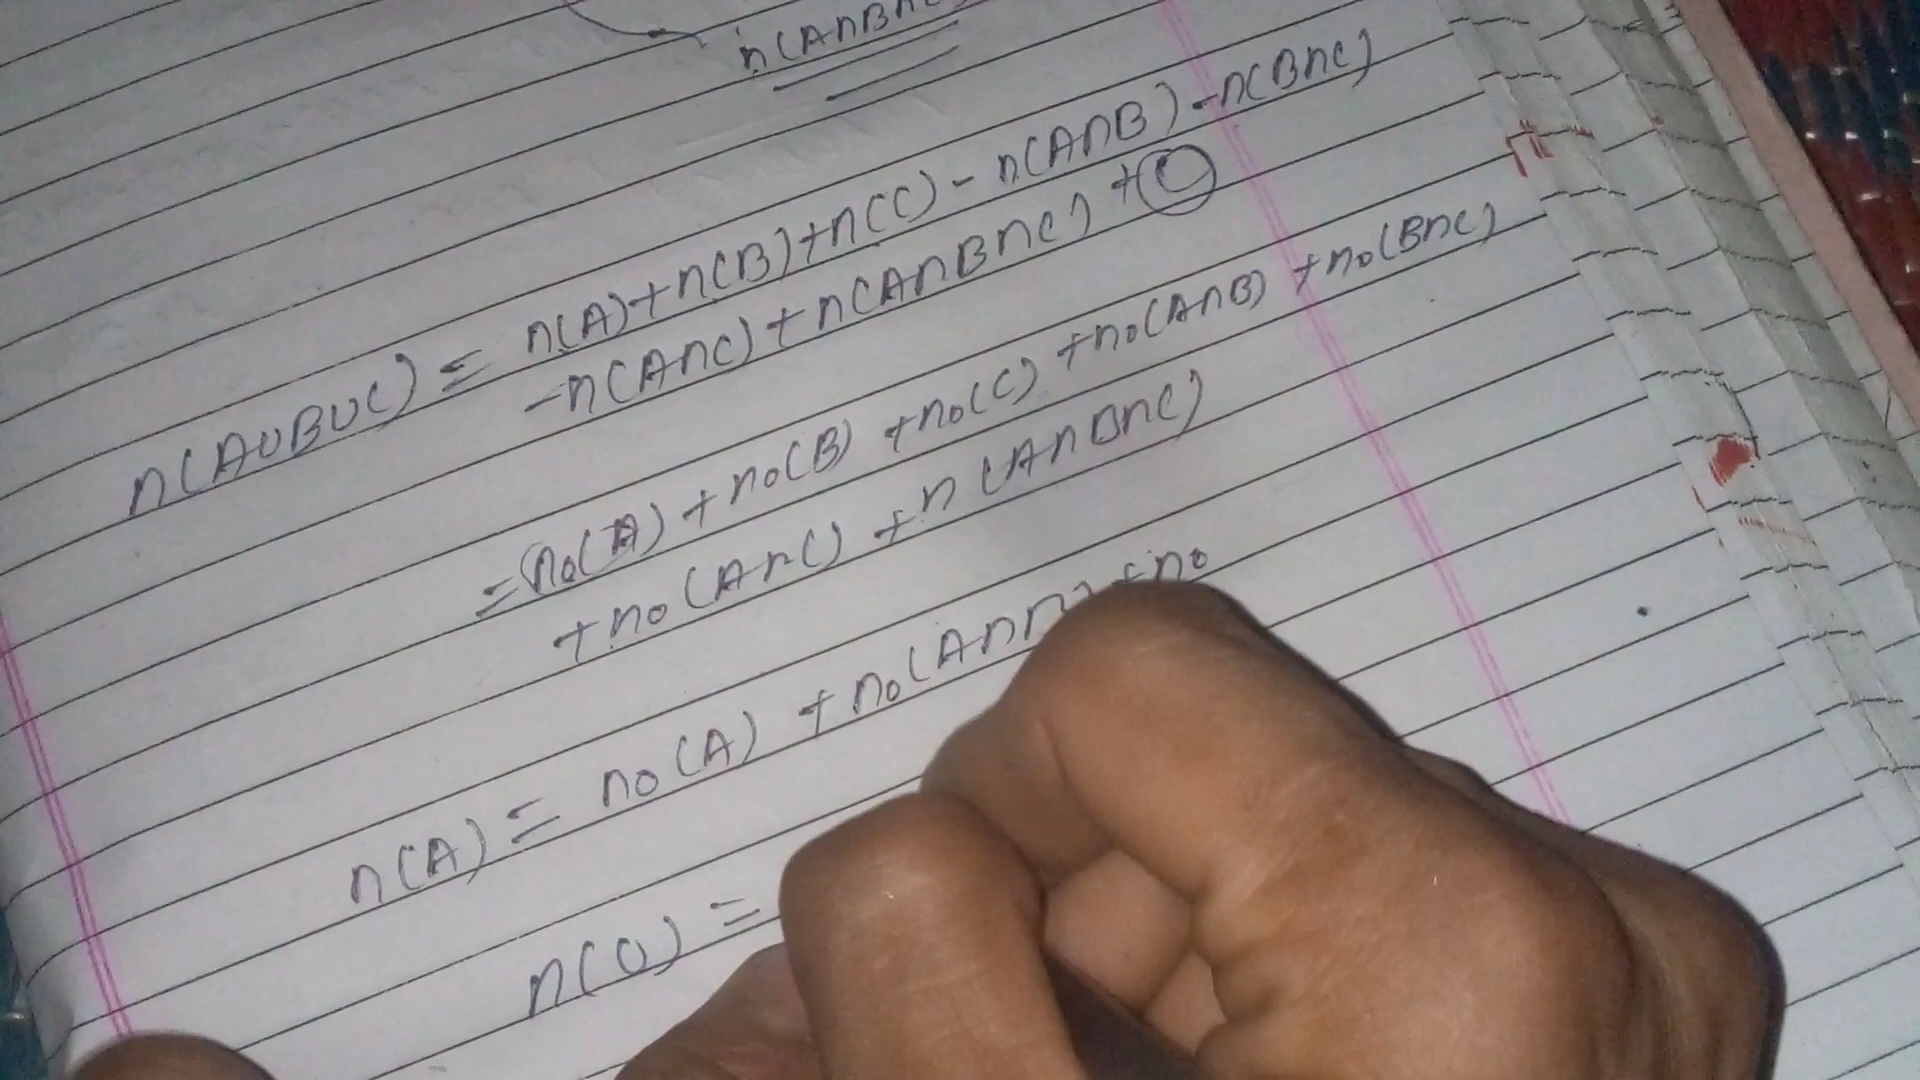 n(A∩B∩
n(A∪B∪C) = n(A)+n(B)+n(C) - n(A∩B) - n(B∩C)
-n(A∩C) + n(A∩B∩C) +
= no(A) + no(B) + no(C) + no(A∩B) + no(B∩C)
+ no(A∩C) + n(A∩B∩C)
n(A) = no(A) + no(A∩B) + no
n(U) =